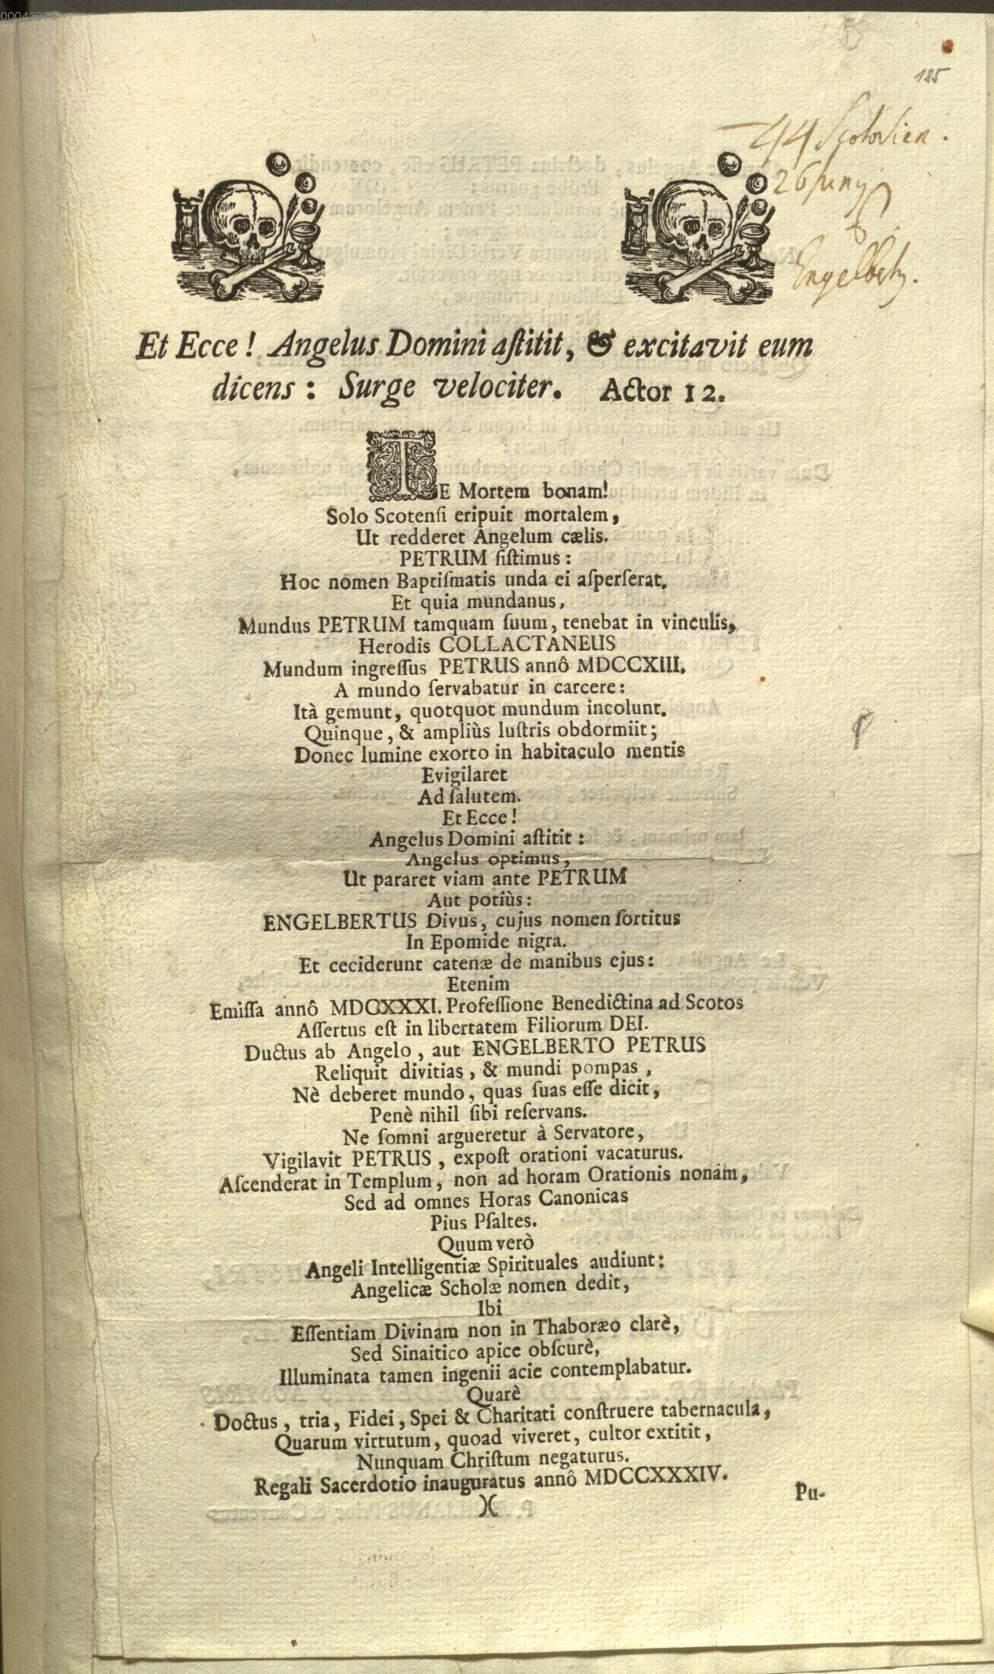 185
44 Scotovien.
26 Juny
Engelbert.
Et Ecce! Angelus Domini aſtitit, & excitavit eum
dicens: Surge velociter. Actor 12.
TE Mortem bonam!
Solo Scotenſi eripuit mortalem,
Ut redderet Angelum cælis.
PETRUM ſiſtimus:
Hoc nomen Baptiſmatis unda ei aſperſerat.
Et quia mundanus,
Mundus PETRUM tamquam ſuum, tenebat in vinculis,
Herodis COLLACTANEUS
Mundum ingreſſus PETRUS annô MDCCXIII.
A mundo ſervabatur in carcere:
Ità gemunt, quotquot mundum incolunt.
Quinque, & ampliùs luſtris obdormiit;
Donec lumine exorto in habitaculo mentis
Evigilaret
Ad ſalutem.
Et Ecce!
Angelus Domini aſtitit:
Angelus optimus,
Ut pararet viam ante PETRUM
Aut potiùs:
ENGELBERTUS Divus, cujus nomen ſortitus
In Epomide nigra.
Et ceciderunt catenæ de manibus ejus:
Etenim
Emiſſa annô MDCXXXI. Profeſſione Benedictina ad Scotos
Aſſertus eſt in libertatem Filiorum DEI.
Ductus ab Angelo, aut ENGELBERTO PETRUS
Reliquit divitias, & mundi pompas,
Nè deberet mundo, quas ſuas eſſe dicit,
Penè nihil ſibi reſervans.
Ne ſomni argueretur à Servatore,
Vigilavit PETRUS, expoſt orationi vacaturus.
Aſcenderat in Templum, non ad horam Orationis nonam,
Sed ad omnes Horas Canonicas
Pius Pſaltes.
Quum verò
Angeli Intelligentiæ Spirituales audiunt:
Angelicæ Scholæ nomen dedit,
Ibi
Eſſentiam Divinam non in Thaboræo clarè,
Sed Sinaitico apice obſcurè,
Illuminata tamen ingenii acie contemplabatur.
Quarè
Doctus, tria, Fidei, Spei & Charitati conſtruere tabernacula,
Quarum virtutum, quoad viveret, cultor extitit,
Nunquam Chriſtum negaturus.
Regali Sacerdotio inauguratus annô MDCCXXXIV.
)( Pu-